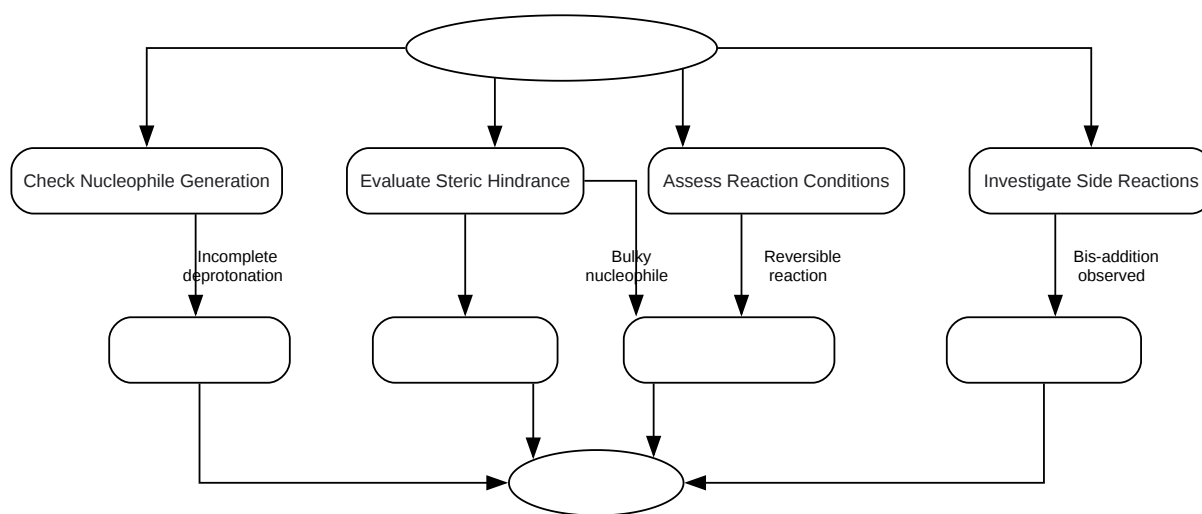 Check Nucleophile Generation
Evaluate Steric Hindrance
Assess Reaction Conditions
Investigate Side Reactions
Incomplete
deprotonation
Bulky
nucleophile
Reversible
reaction
Bis-addition
observed